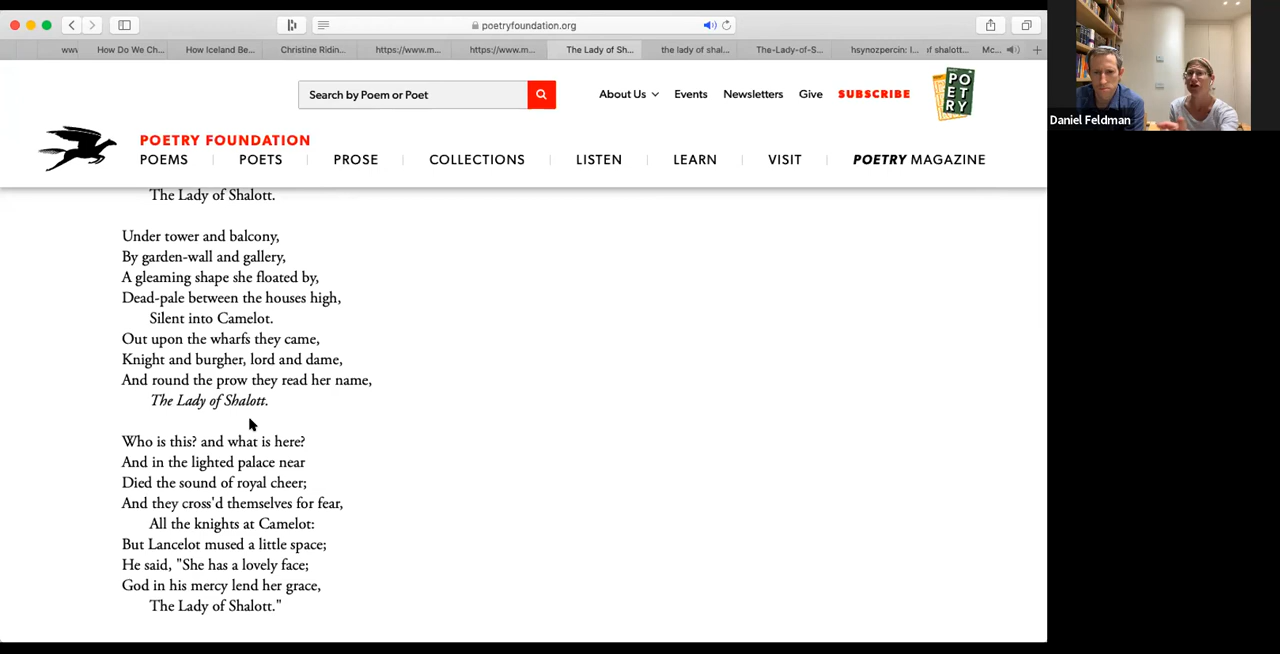 poetryfoundation.org
www
How Do We Ch...
How Iceland Be...
Christine Ridin...
https://www.m...
https://www.m...
The Lady of Sh...
the lady of shal...
The-Lady-of-S...
hsynozpercin: I...
of shalott...
Mc...
Search by Poem or Poet
About Us
Events
Newsletters
Give
SUBSCRIBE
POETRY
POETRY FOUNDATION
POEMS
POETS
PROSE
COLLECTIONS
LISTEN
LEARN
VISIT
POETRY MAGAZINE
Daniel Feldman
The Lady of Shalott.
Under tower and balcony,
By garden-wall and gallery,
A gleaming shape she floated by,
Dead-pale between the houses high,
Silent into Camelot.
Out upon the wharfs they came,
Knight and burgher, lord and dame,
And round the prow they read her name,
The Lady of Shalott.
Who is this? and what is here?
And in the lighted palace near
Died the sound of royal cheer;
And they cross'd themselves for fear,
All the knights at Camelot:
But Lancelot mused a little space;
He said, "She has a lovely face;
God in his mercy lend her grace,
The Lady of Shalott."